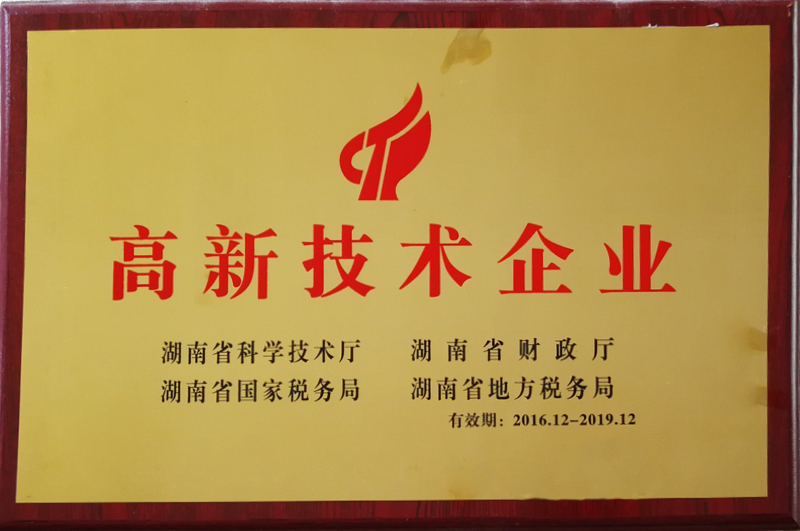 高新技术企业
湖南省科学技术厅 湖南省财政厅
湖南省国家税务局 湖南省地方税务局
有效期：2016.12-2019.12